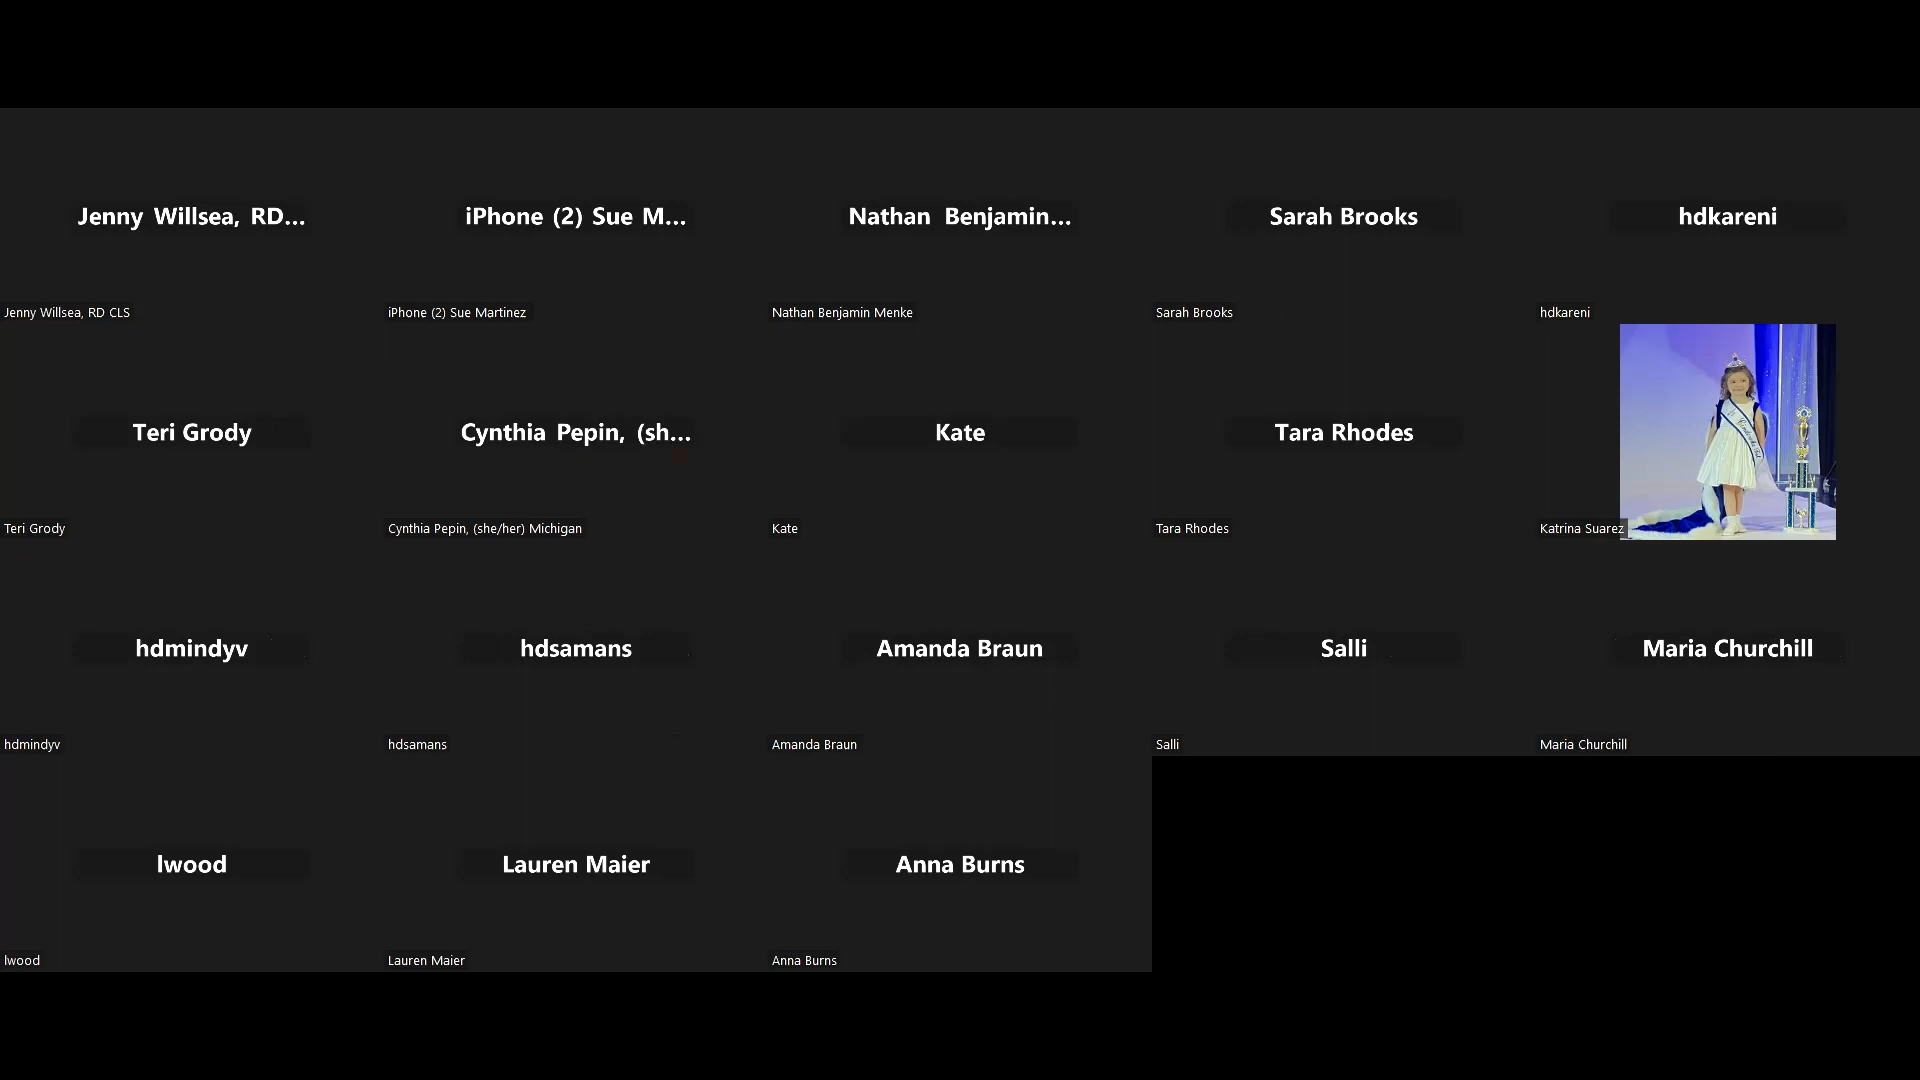 Jenny Willsea, RD...
iPhone (2) Sue M...
Nathan Benjamin...
Sarah Brooks
hdkareni
Jenny Willsea, RD CLS
iPhone (2) Sue Martinez
Nathan Benjamin Menke
Sarah Brooks
hdkareni
Teri Grody
Cynthia Pepin, (sh...
Kate
Tara Rhodes
Teri Grody
Cynthia Pepin, (she/her) Michigan
Kate
Tara Rhodes
Katrina Suarez
hdmindyv
hdsamans
Amanda Braun
Salli
Maria Churchill
hdmindyv
hdsamans
Amanda Braun
Salli
Maria Churchill
lwood
Lauren Maier
Anna Burns
lwood
Lauren Maier
Anna Burns